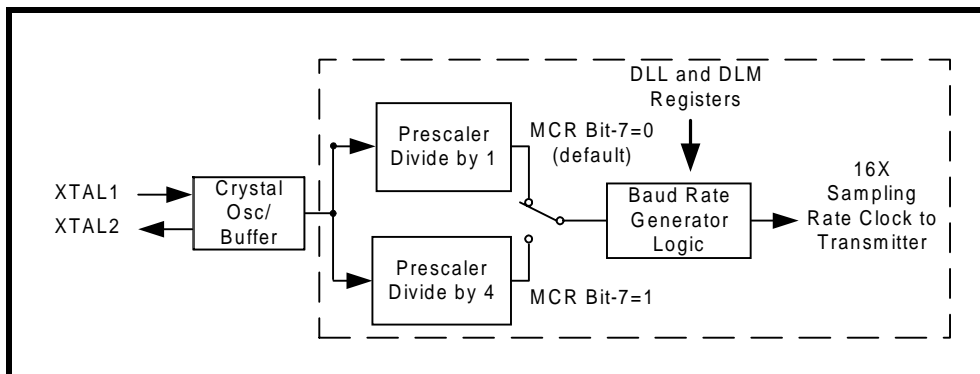 DLL and DLM
Registers
Prescaler
Divide by 1
MCR Bit-7=0
(default)
XTAL1
XTAL2
Crystal
Osc/
Buffer
Baud Rate
Generator
Logic
16X
Sampling
Rate Clock to
Transmitter
Prescaler
Divide by 4
MCR Bit-7=1